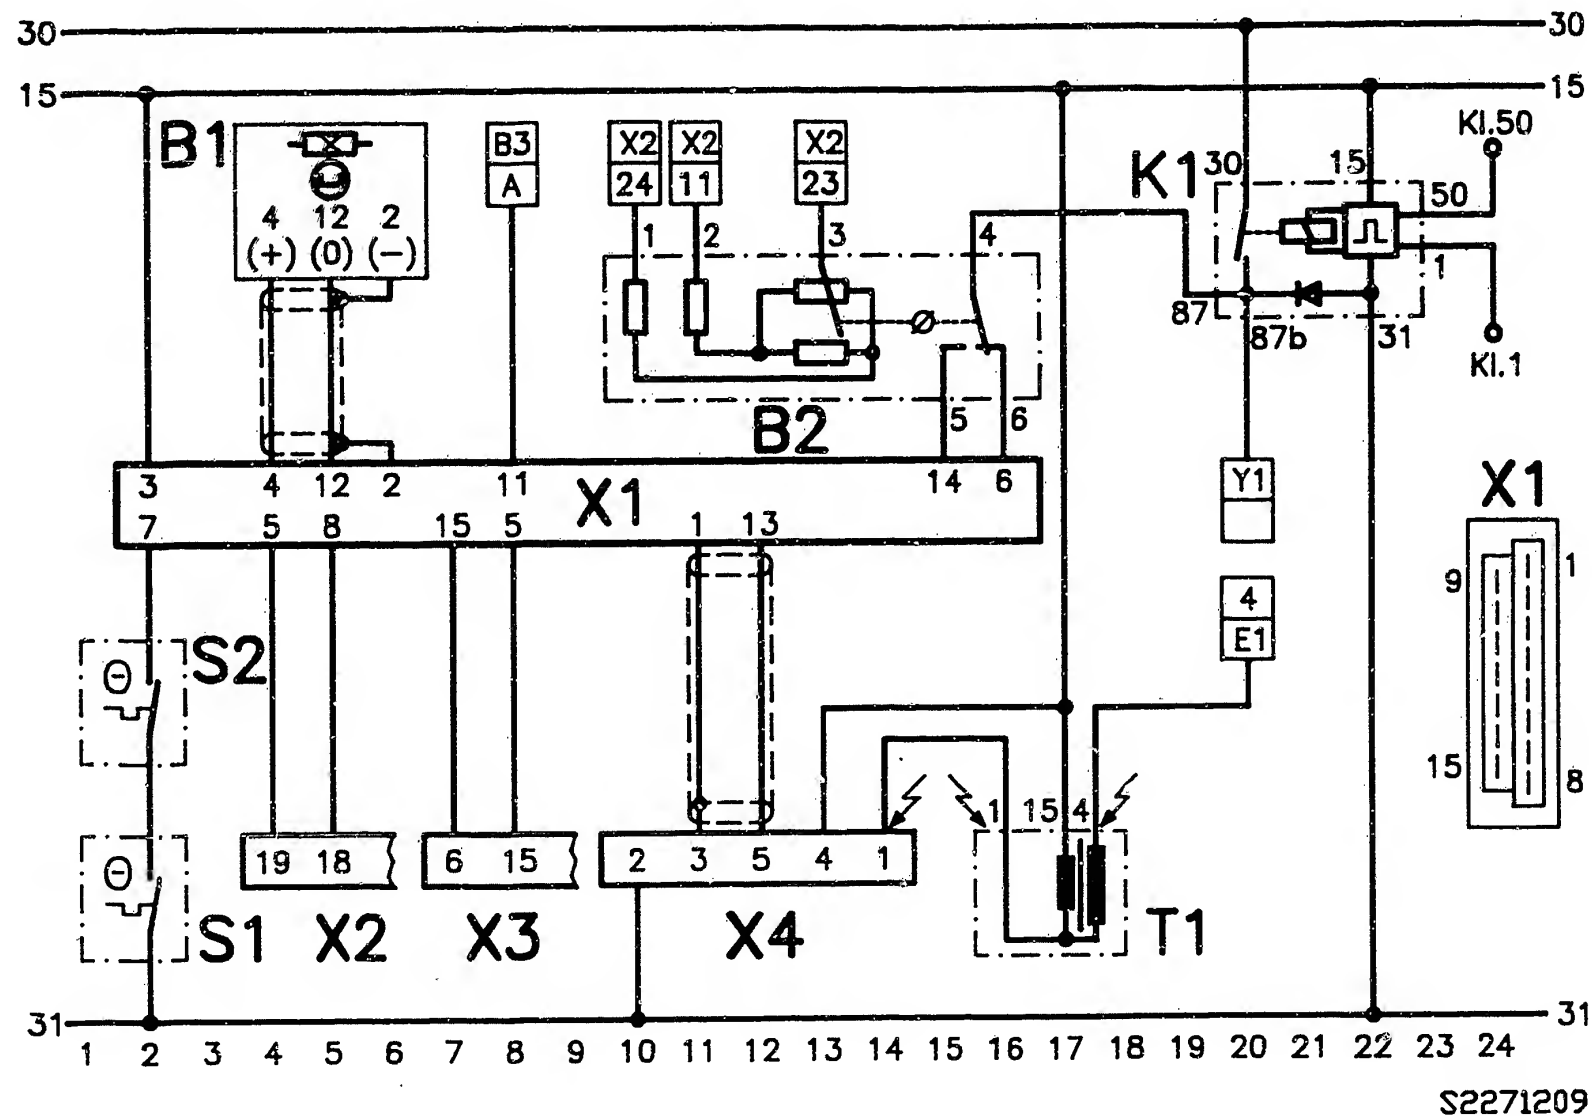 30 30
15 15
B1
4 12 2
(+) (0) (−)
B3
A
X2 X2 X2
24 11 23
1 2 3 4
K1 30 15 50 1
Kl.50
87 87b 31
Kl.1
B2
5 6
3 4 12 2 11 14 6
X1
7 5 8 15 5 1 13
Y1
4
E1
X1
9 1
15 8
S2
1 15 4
19 18 6 15 2 3 5 4 1
S1 X2 X3 X4 T1
31 31
1 2 3 4 5 6 7 8 9 10 11 12 13 14 15 16 17 18 19 20 21 22 23 24
S2271209